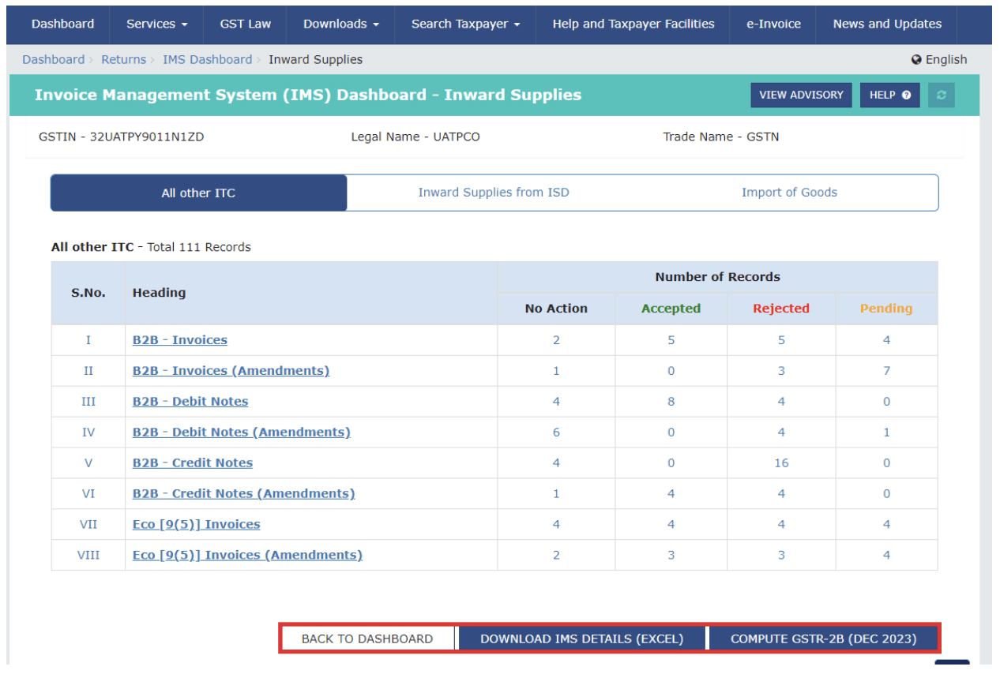 Dashboard Services GST Law Downloads Search Taxpayer Help and Taxpayer Facilities e-Invoice News and Updates
Dashboard > Returns > IMS Dashboard > Inward Supplies English
Invoice Management System (IMS) Dashboard - Inward Supplies VIEW ADVISORY HELP ?
GSTIN - 32UATPY9011N1ZD Legal Name - UATPCO Trade Name - GSTN
All other ITC Inward Supplies from ISD Import of Goods
All other ITC - Total 111 Records
S.No. Heading Number of Records
No Action Accepted Rejected Pending
I B2B - Invoices 2 5 5 4
II B2B - Invoices (Amendments) 1 0 3 7
III B2B - Debit Notes 4 8 4 0
IV B2B - Debit Notes (Amendments) 6 0 4 1
V B2B - Credit Notes 4 0 16 0
VI B2B - Credit Notes (Amendments) 1 4 4 0
VII Eco [9(5)] Invoices 4 4 4 4
VIII Eco [9(5)] Invoices (Amendments) 2 3 3 4
BACK TO DASHBOARD DOWNLOAD IMS DETAILS (EXCEL) COMPUTE GSTR-2B (DEC 2023)